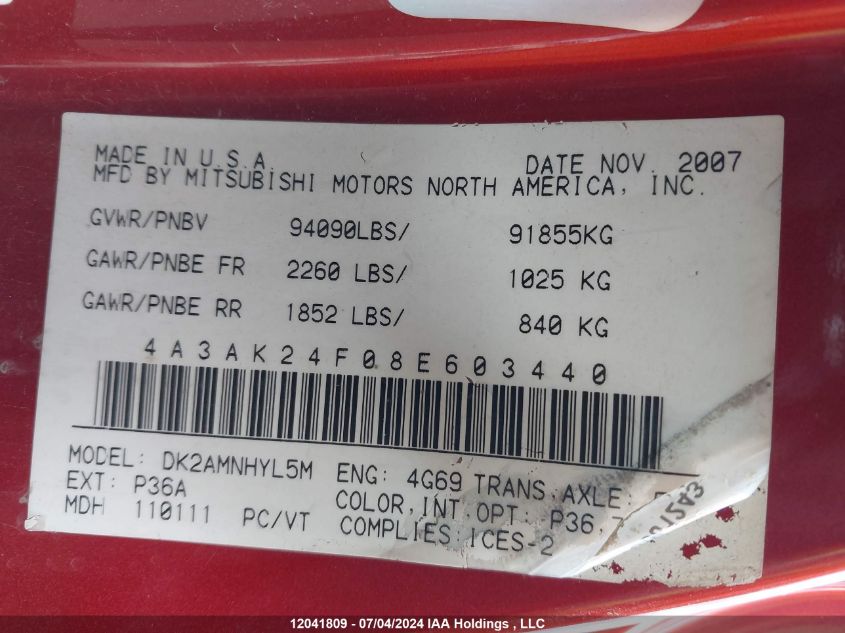 MADE IN U.S.A DATE NOV. 2007
MFD BY MITSUBISHI MOTORS NORTH AMERICA, INC.
GVWR/PNBV 94090LBS/ 91855KG
GAWR/PNBE FR 2260 LBS/ 1025 KG
GAWR/PNBE RR 1852 LBS/ 840 KG
4A3AK24F08E603440
MODEL: DK2AMNHYL5M ENG: 4G69 TRANS.AXLE:
EXT: P36A COLOR,INT.OPT: P36
MDH 110111 PC/VT COMPLIES:ICES-2
12041809 - 07/04/2024 IAA Holdings , LLC